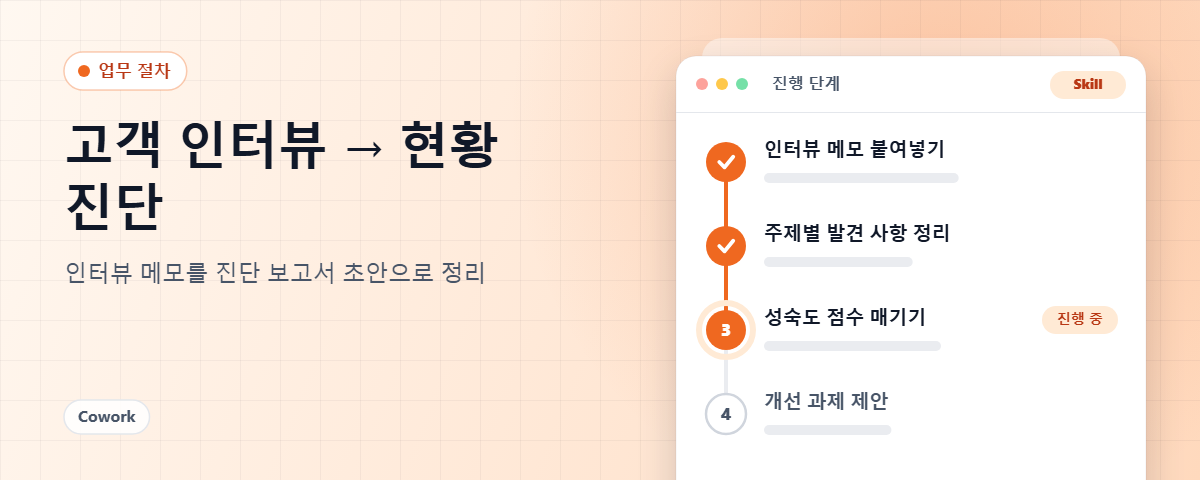 업무 절차
고객 인터뷰 → 현황
진단
인터뷰 메모를 진단 보고서 초안으로 정리
Cowork
진행 단계
Skill
인터뷰 메모 붙여넣기
주제별 발견 사항 정리
3
성숙도 점수 매기기
진행 중
4
개선 과제 제안